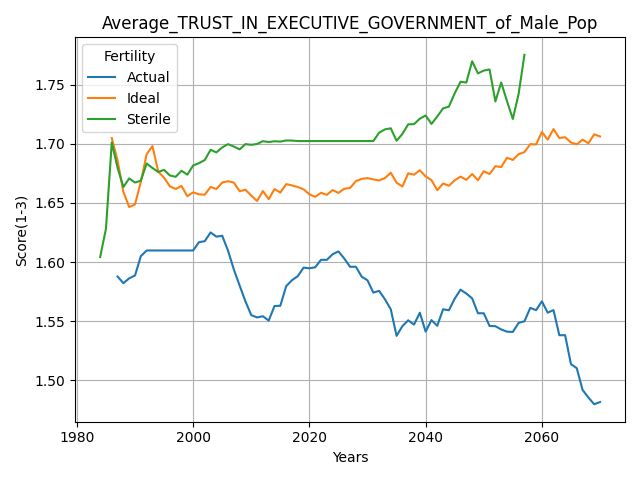 Average_TRUST_IN_EXECUTIVE_GOVERNMENT_of_Male_Pop
Fertility
Actual
Ideal
Sterile
1.75
1.70
1.65
1.60
1.55
1.50
Score(1-3)
1980
2000
2020
2040
2060
Years